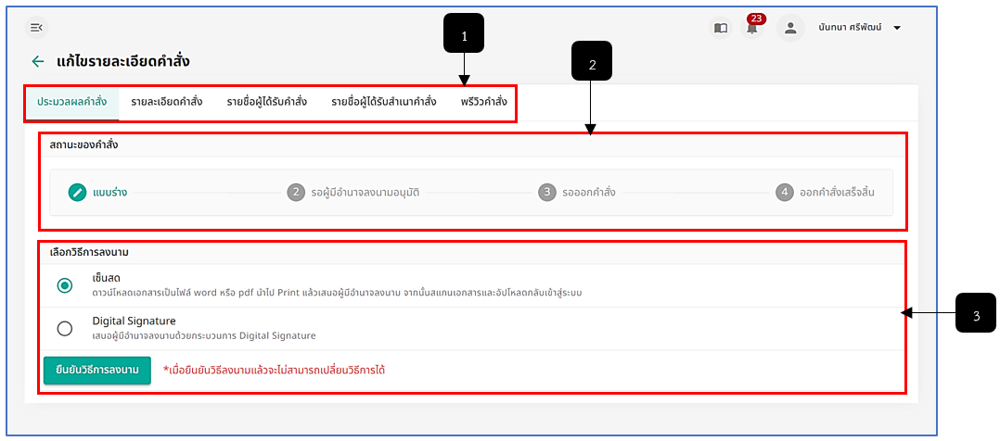 1
23
นันทนา ศรีพัฒน์
2
แก้ไขรายละเอียดคำสั่ง
ประมวลผลคำสั่ง รายละเอียดคำสั่ง รายชื่อผู้ได้รับคำสั่ง รายชื่อผู้ได้รับสำเนาคำสั่ง พรีวิวคำสั่ง
สถานะของคำสั่ง
แบบร่าง 2 รอผู้มีอำนาจลงนามอนุมัติ 3 รอออกคำสั่ง 4 ออกคำสั่งเสร็จสิ้น
เลือกวิธีการลงนาม
เซ็นสด
ดาวน์โหลดเอกสารเป็นไฟล์ word หรือ pdf นำไป Print แล้วเสนอผู้มีอำนาจลงนาม จากนั้นสแกนเอกสารและอัปโหลดกลับเข้าสู่ระบบ
3
Digital Signature
เสนอผู้มีอำนาจลงนามด้วยกระบวนการ Digital Signature
ยืนยันวิธีการลงนาม *เมื่อยืนยันวิธีลงนามแล้วจะไม่สามารถเปลี่ยนวิธีการได้